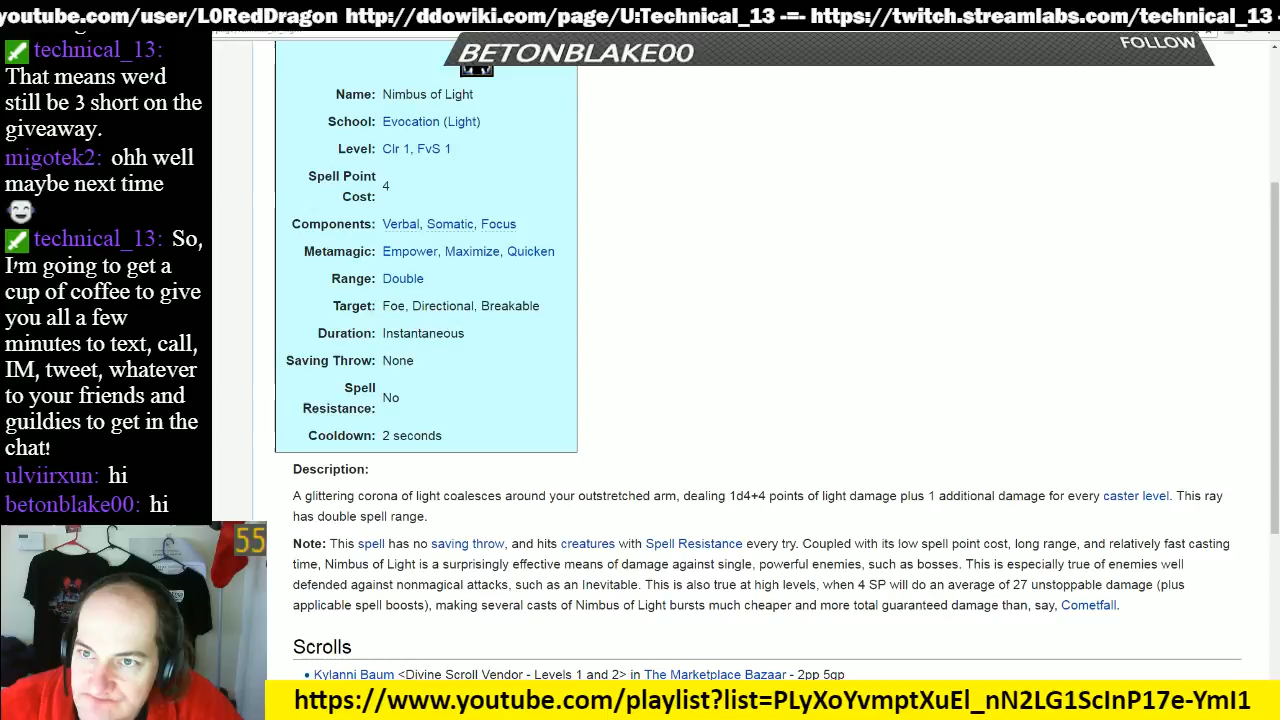 youtube.com/user/L0RedDragon http://ddowiki.com/page/U:Technical_13 -=- https://twitch.streamlabs.com/technical_13
BETONBLAKE00
FOLLOW
technical_13:
That means we'd
still be 3 short on the
giveaway.
migotek2: ohh well
maybe next time
technical_13: So,
I'm going to get a
cup of coffee to give
you all a few
minutes to text, call,
IM, tweet, whatever
to your friends and
guildies to get in the
chat!
ulviirxun: hi
betonblake00: hi
55
Name: Nimbus of Light
School: Evocation (Light)
Level: Clr 1, FvS 1
Spell Point
Cost: 4
Components: Verbal, Somatic, Focus
Metamagic: Empower, Maximize, Quicken
Range: Double
Target: Foe, Directional, Breakable
Duration: Instantaneous
Saving Throw: None
Spell
Resistance: No
Cooldown: 2 seconds
Description:
A glittering corona of light coalesces around your outstretched arm, dealing 1d4+4 points of light damage plus 1 additional damage for every caster level. This ray
has double spell range.
Note: This spell has no saving throw, and hits creatures with Spell Resistance every try. Coupled with its low spell point cost, long range, and relatively fast casting
time, Nimbus of Light is a surprisingly effective means of damage against single, powerful enemies, such as bosses. This is especially true of enemies well
defended against nonmagical attacks, such as an Inevitable. This is also true at high levels, when 4 SP will do an average of 27 unstoppable damage (plus
applicable spell boosts), making several casts of Nimbus of Light bursts much cheaper and more total guaranteed damage than, say, Cometfall.
Scrolls
• Kylanni Baum <Divine Scroll Vendor - Levels 1 and 2> in The Marketplace Bazaar - 2pp 5gp
https://www.youtube.com/playlist?list=PLyXoYvmptXuEl_nN2LG1ScInP17e-YmI1